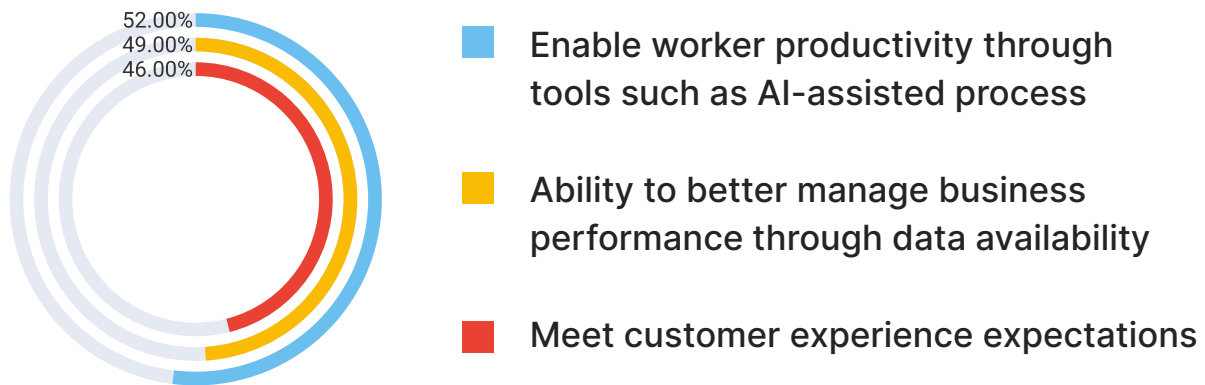 52.00%
49.00%
46.00%
Enable worker productivity through
tools such as AI-assisted process
Ability to better manage business
performance through data availability
Meet customer experience expectations